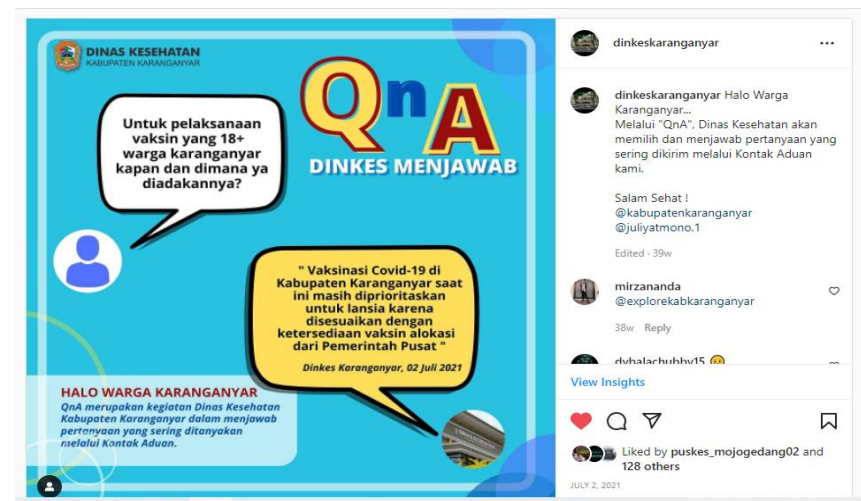 DINAS KESEHATAN
KABUPATEN KARANGANYAR
QnA
DINKES MENJAWAB
Untuk pelaksanaan
vaksin yang 18+
warga karanganyar
kapan dan dimana ya
diadakannya?
" Vaksinasi Covid-19 di
Kabupaten Karanganyar saat
ini masih diprioritaskan
untuk lansia karena
disesuaikan dengan
ketersediaan vaksin alokasi
dari Pemerintah Pusat "
Dinkes Karanganyar, 02 Juli 2021
HALO WARGA KARANGANYAR
QnA merupakan kegiatan Dinas Kesehatan
Kabupaten Karanganyar dalam menjawab
pertanyaan yang sering ditanyakan
melalui Kontak Aduan.
dinkeskaranganyar
dinkeskaranganyar Halo Warga
Karanganyar...
Melalui "QnA", Dinas Kesehatan akan
memilih dan menjawab pertanyaan yang
sering dikirim melalui Kontak Aduan
kami.
Salam Sehat !
@kabupatenkaranganyar
@juliyatmono.1
Edited · 39w
mirzananda
@explorekabkaranganyar
38w Reply
View Insights
Liked by puskes_mojogedang02 and
128 others
JULY 2, 2021